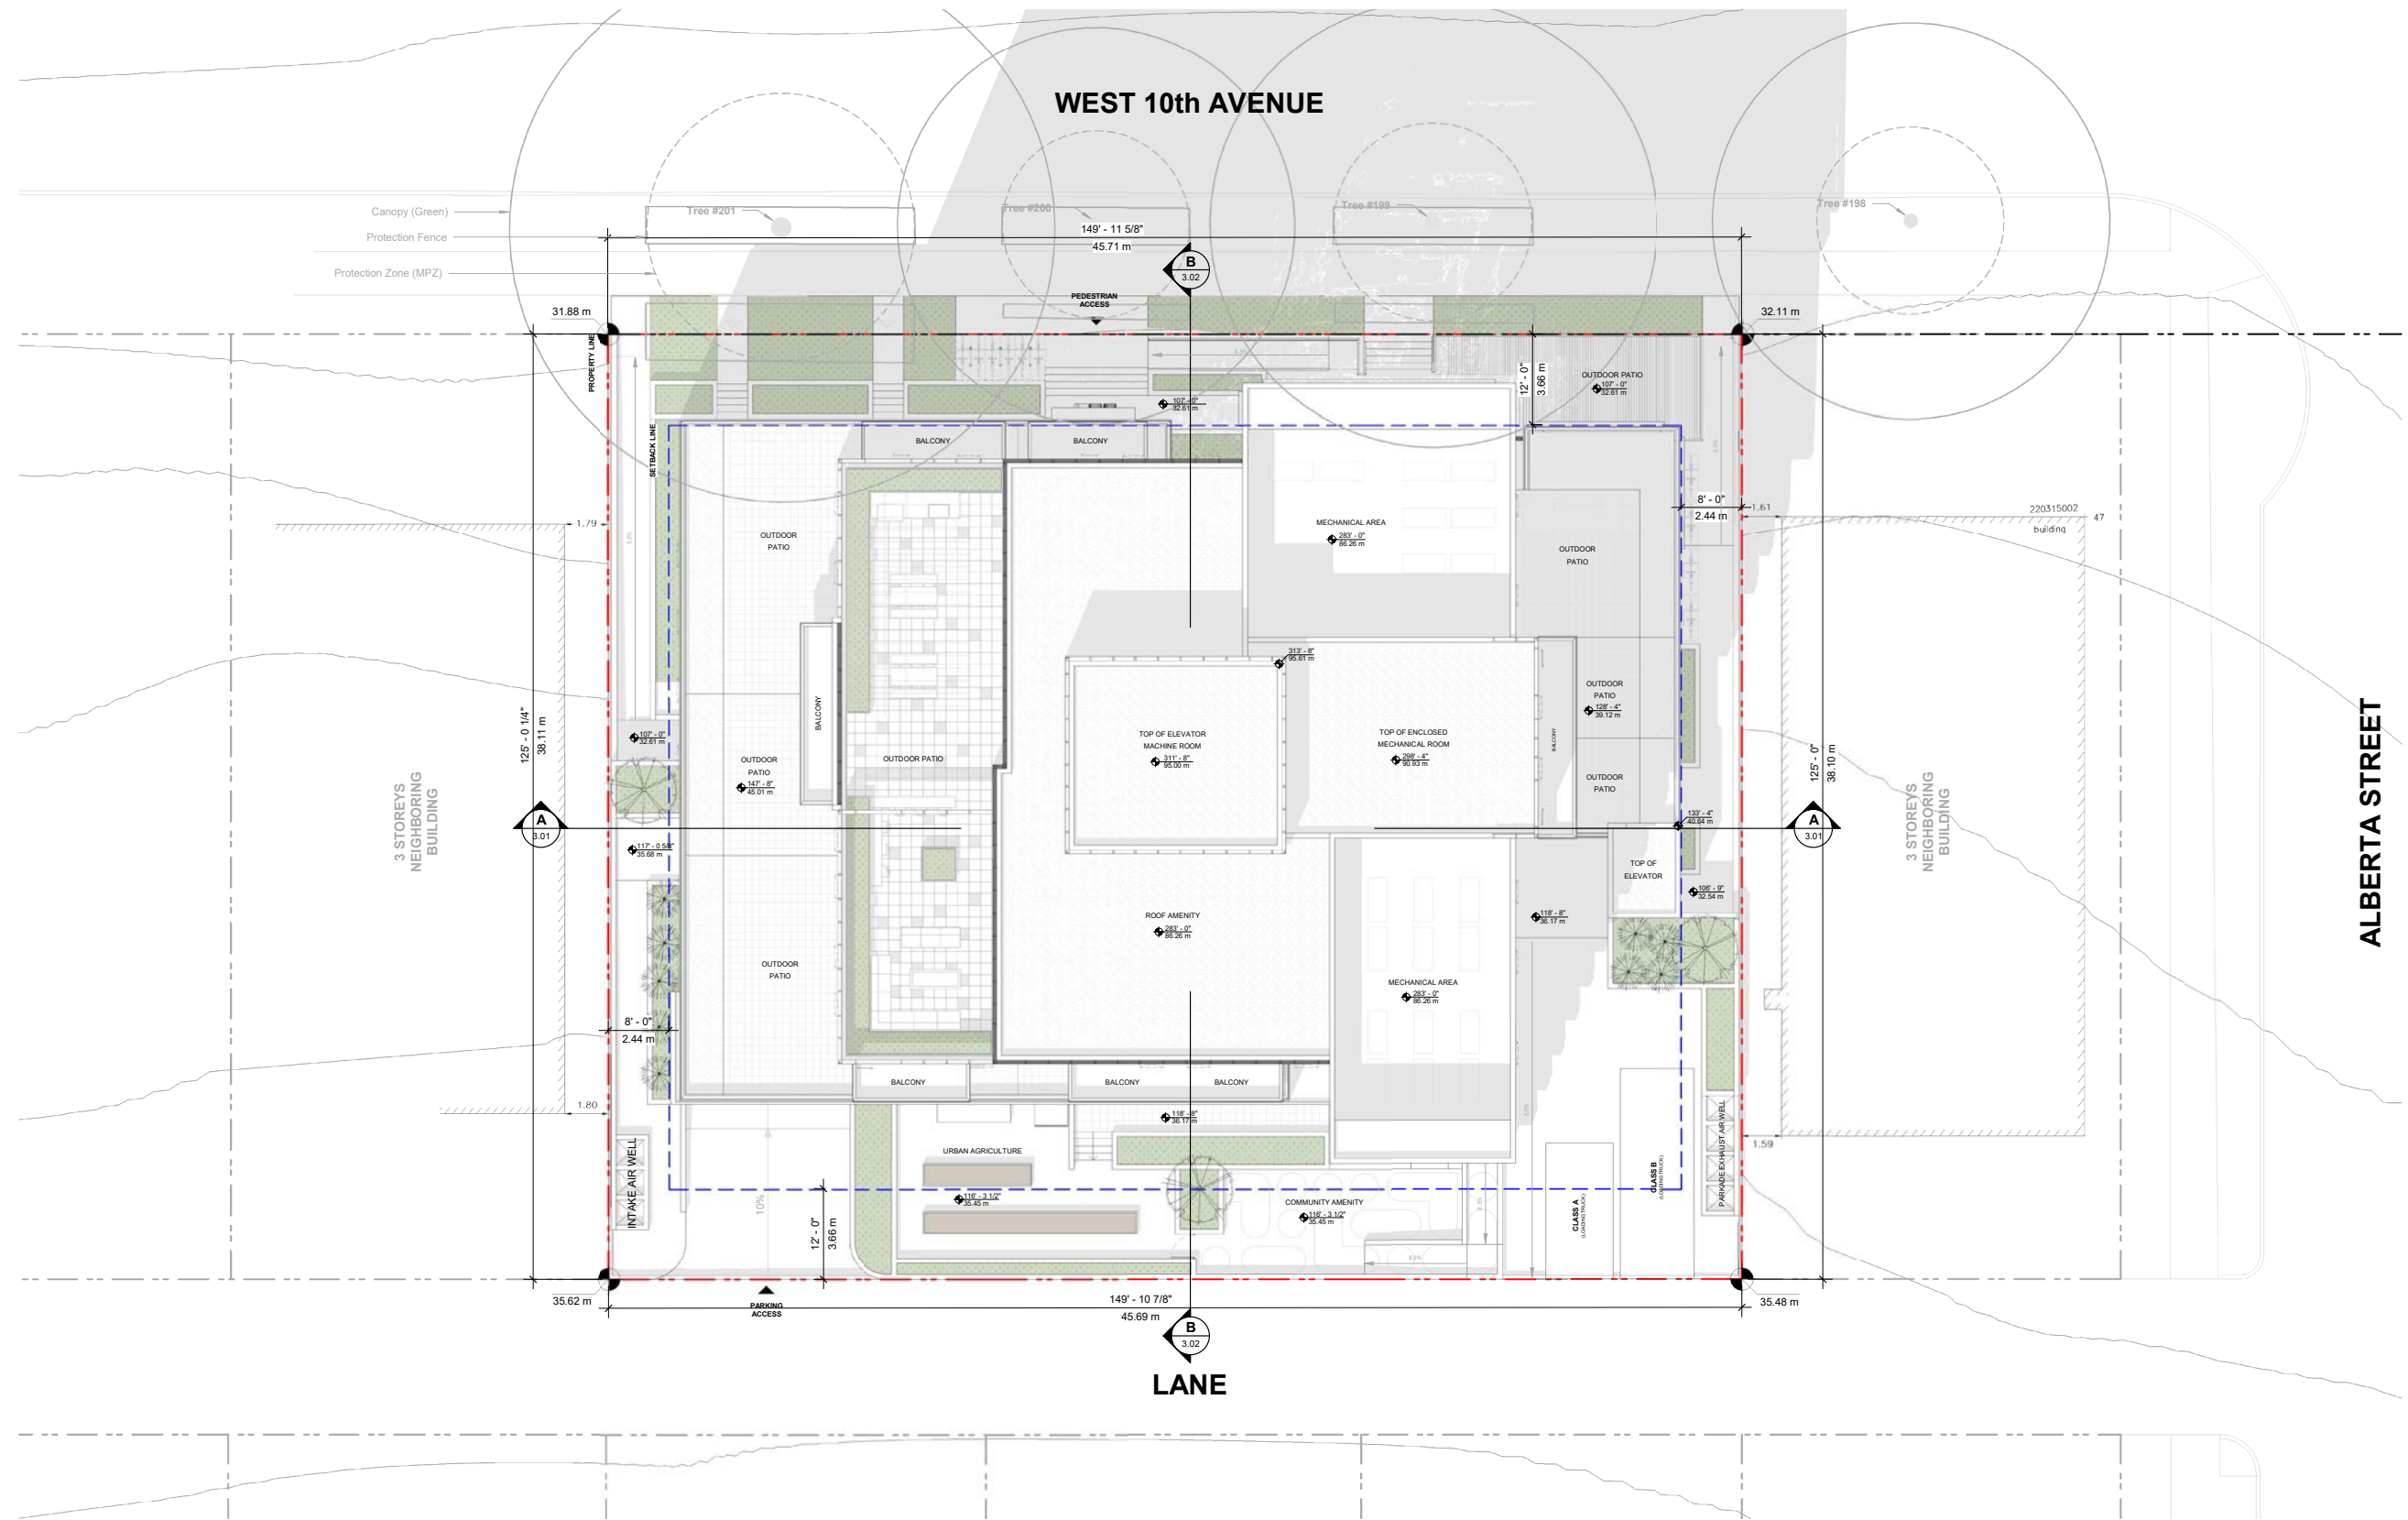 WEST 10th AVENUE
Canopy (Green)
Protection Fence
Protection Zone (MPZ)
Tree #201
Tree #200
Tree #199
Tree #198
149' - 11 5/8"
45.71 m
B
3.02
PEDESTRIAN
ACCESS
31.88 m
32.11 m
PROPERTY LINE
SETBACK LINE
12' - 0"
3.66 m
OUTDOOR PATIO
107' - 0"
32.61 m
107' - 0"
32.61 m
BALCONY
BALCONY
8' - 0"
2.44 m
1.79
1.61
220315002
47
building
OUTDOOR
PATIO
MECHANICAL AREA
283' - 0"
86.26 m
OUTDOOR
PATIO
313' - 8"
95.61 m
125' - 0 1/4"
38.11 m
107' - 0"
32.61 m
BALCONY
OUTDOOR
PATIO
147' - 8"
45.01 m
OUTDOOR PATIO
TOP OF ELEVATOR
MACHINE ROOM
311' - 8"
95.00 m
TOP OF ENCLOSED
MECHANICAL ROOM
298' - 4"
90.93 m
BALCONY
OUTDOOR
PATIO
128' - 4"
39.12 m
OUTDOOR
PATIO
125' - 0"
38.10 m
ALBERTA STREET
3 STOREYS
NEIGHBORING
BUILDING
3 STOREYS
NEIGHBORING
BUILDING
A
3.01
A
3.01
133' - 4"
40.64 m
117' - 0 5/8"
35.68 m
TOP OF
ELEVATOR
106' - 9"
32.54 m
ROOF AMENITY
283' - 0"
86.26 m
118' - 8"
36.17 m
OUTDOOR
PATIO
MECHANICAL AREA
283' - 0"
86.26 m
8' - 0"
2.44 m
BALCONY
BALCONY
BALCONY
1.80
118' - 8"
36.17 m
INTAKE AIR WELL
URBAN AGRICULTURE
116' - 3 1/2"
35.45 m
COMMUNITY AMENITY
116' - 3 1/2"
35.45 m
CLASS A
(LOADING TRUCK)
CLASS B
(LOADING TRUCK)
PARKADE EXHAUST AIR WELL
1.59
10%
12' - 0"
3.66 m
35.62 m
PARKING
ACCESS
149' - 10 7/8"
45.69 m
35.48 m
B
3.02
LANE